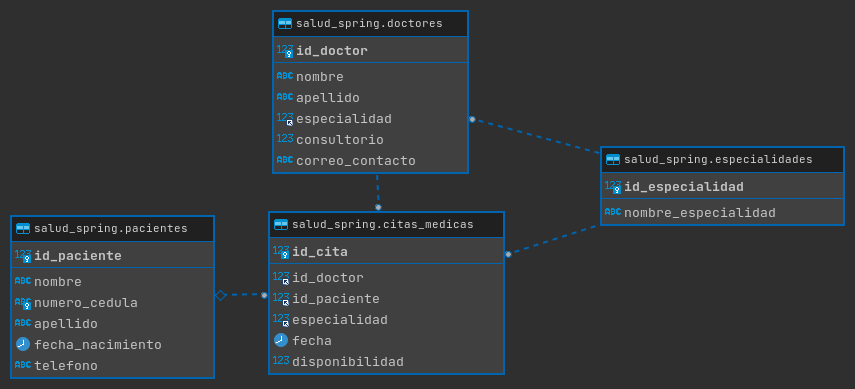 salud_spring.doctores
123 id_doctor
ABC nombre
ABC apellido
123 especialidad
123 consultorio
ABC correo_contacto
salud_spring.especialidades
123 id_especialidad
ABC nombre_especialidad
salud_spring.pacientes
123 id_paciente
ABC nombre
ABC numero_cedula
ABC apellido
fecha_nacimiento
ABC telefono
salud_spring.citas_medicas
123 id_cita
123 id_doctor
123 id_paciente
123 especialidad
fecha
123 disponibilidad